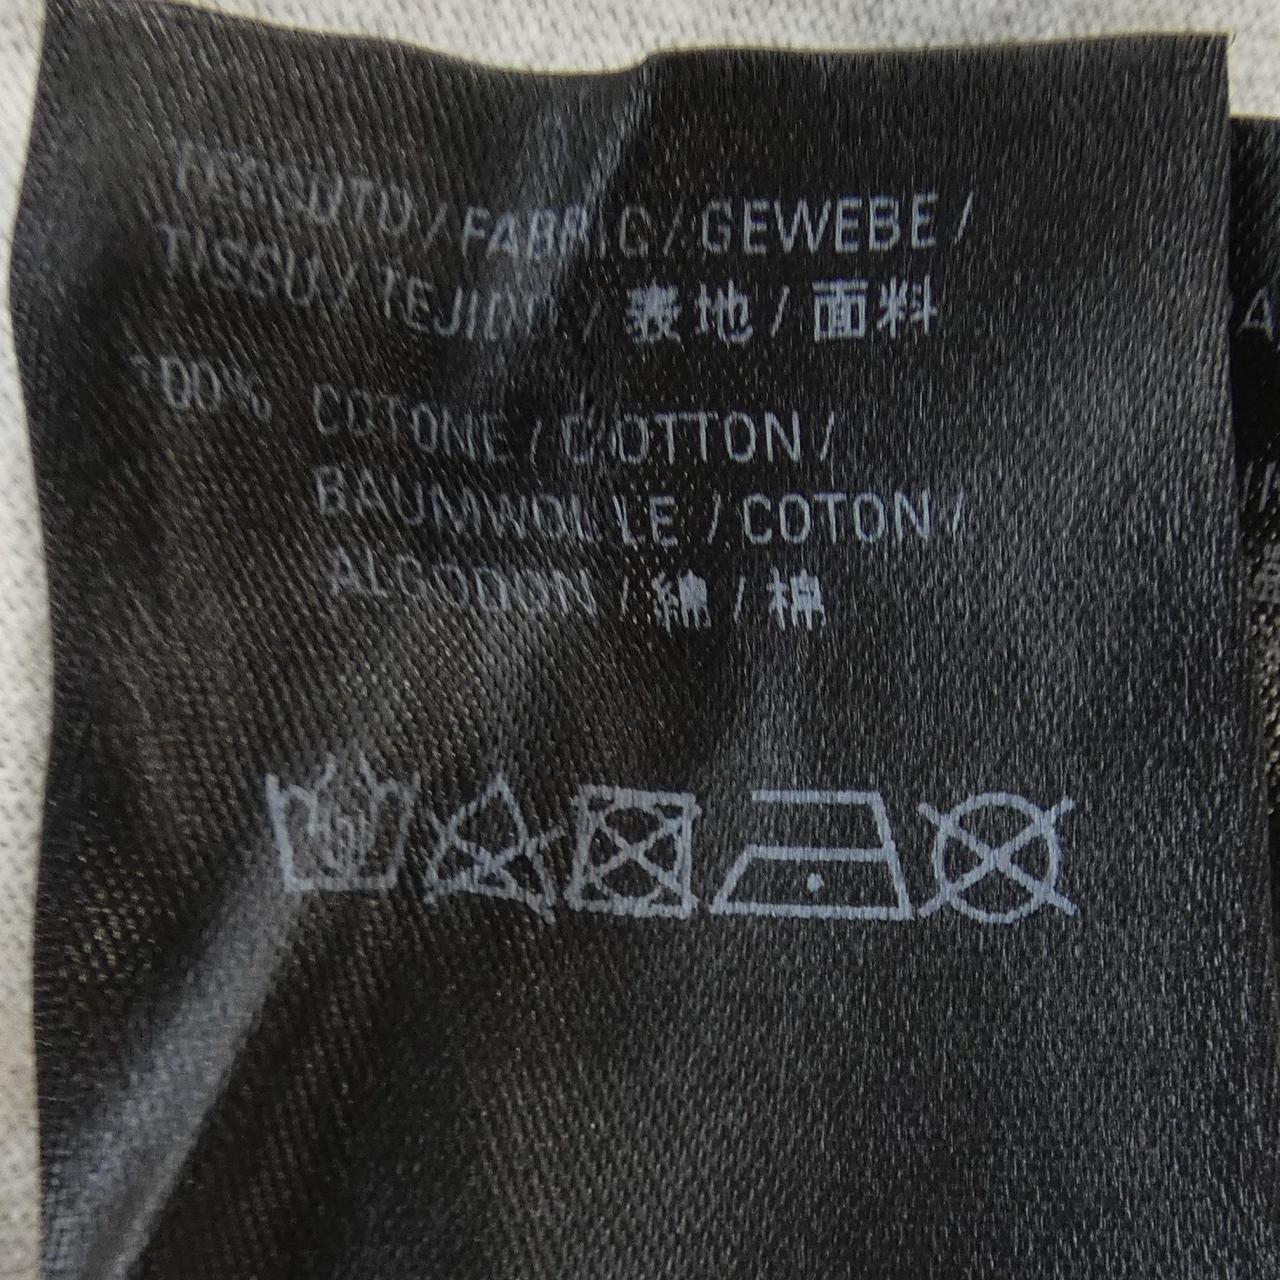 TESSUTO / FABRIC / GEWEBE /
TISSU / TEJIDO / 表地 / 面料
100% COTONE / COTTON /
BAUMWOLLE / COTON /
ALGODON / 綿 / 棉